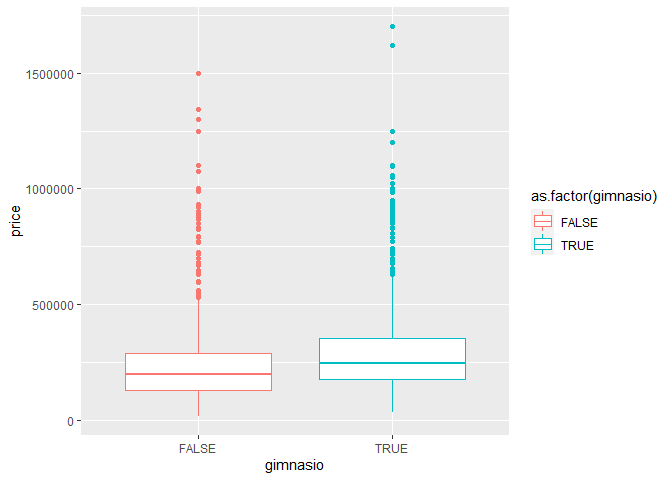 1500000
1000000
500000
0
price
FALSE
TRUE
gimnasio
as.factor(gimnasio)
FALSE
TRUE